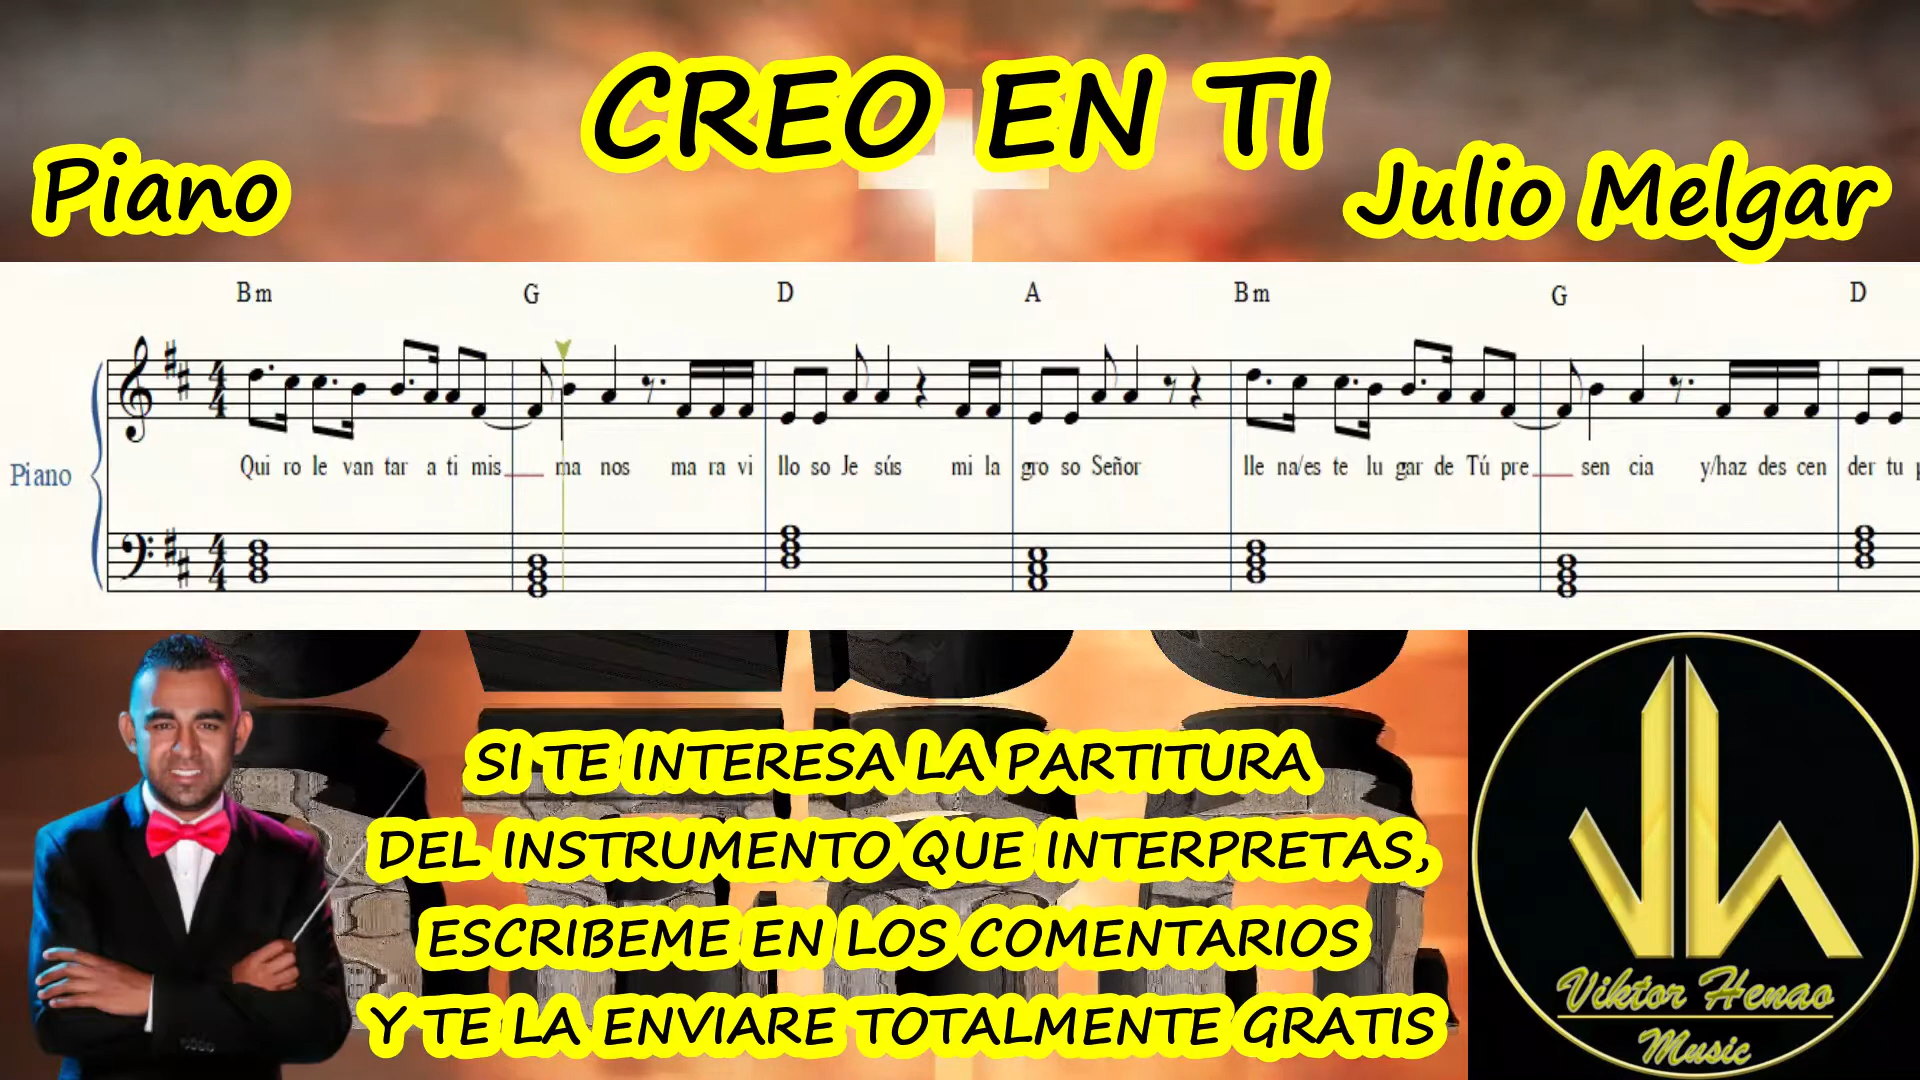 CREO EN TI
Piano
Julio Melgar
Bm G D A Bm G D
Piano
Qui ro le van tar a ti mis___ ma nos ma ra vi llo so Je sús mi la gro so Señor lle na/es te lu gar de Tú pre___ sen cia y/haz des cen der tu
SI TE INTERESA LA PARTITURA
DEL INSTRUMENTO QUE INTERPRETAS,
ESCRIBEME EN LOS COMENTARIOS
Y TE LA ENVIARE TOTALMENTE GRATIS
Viktor Henao
Music